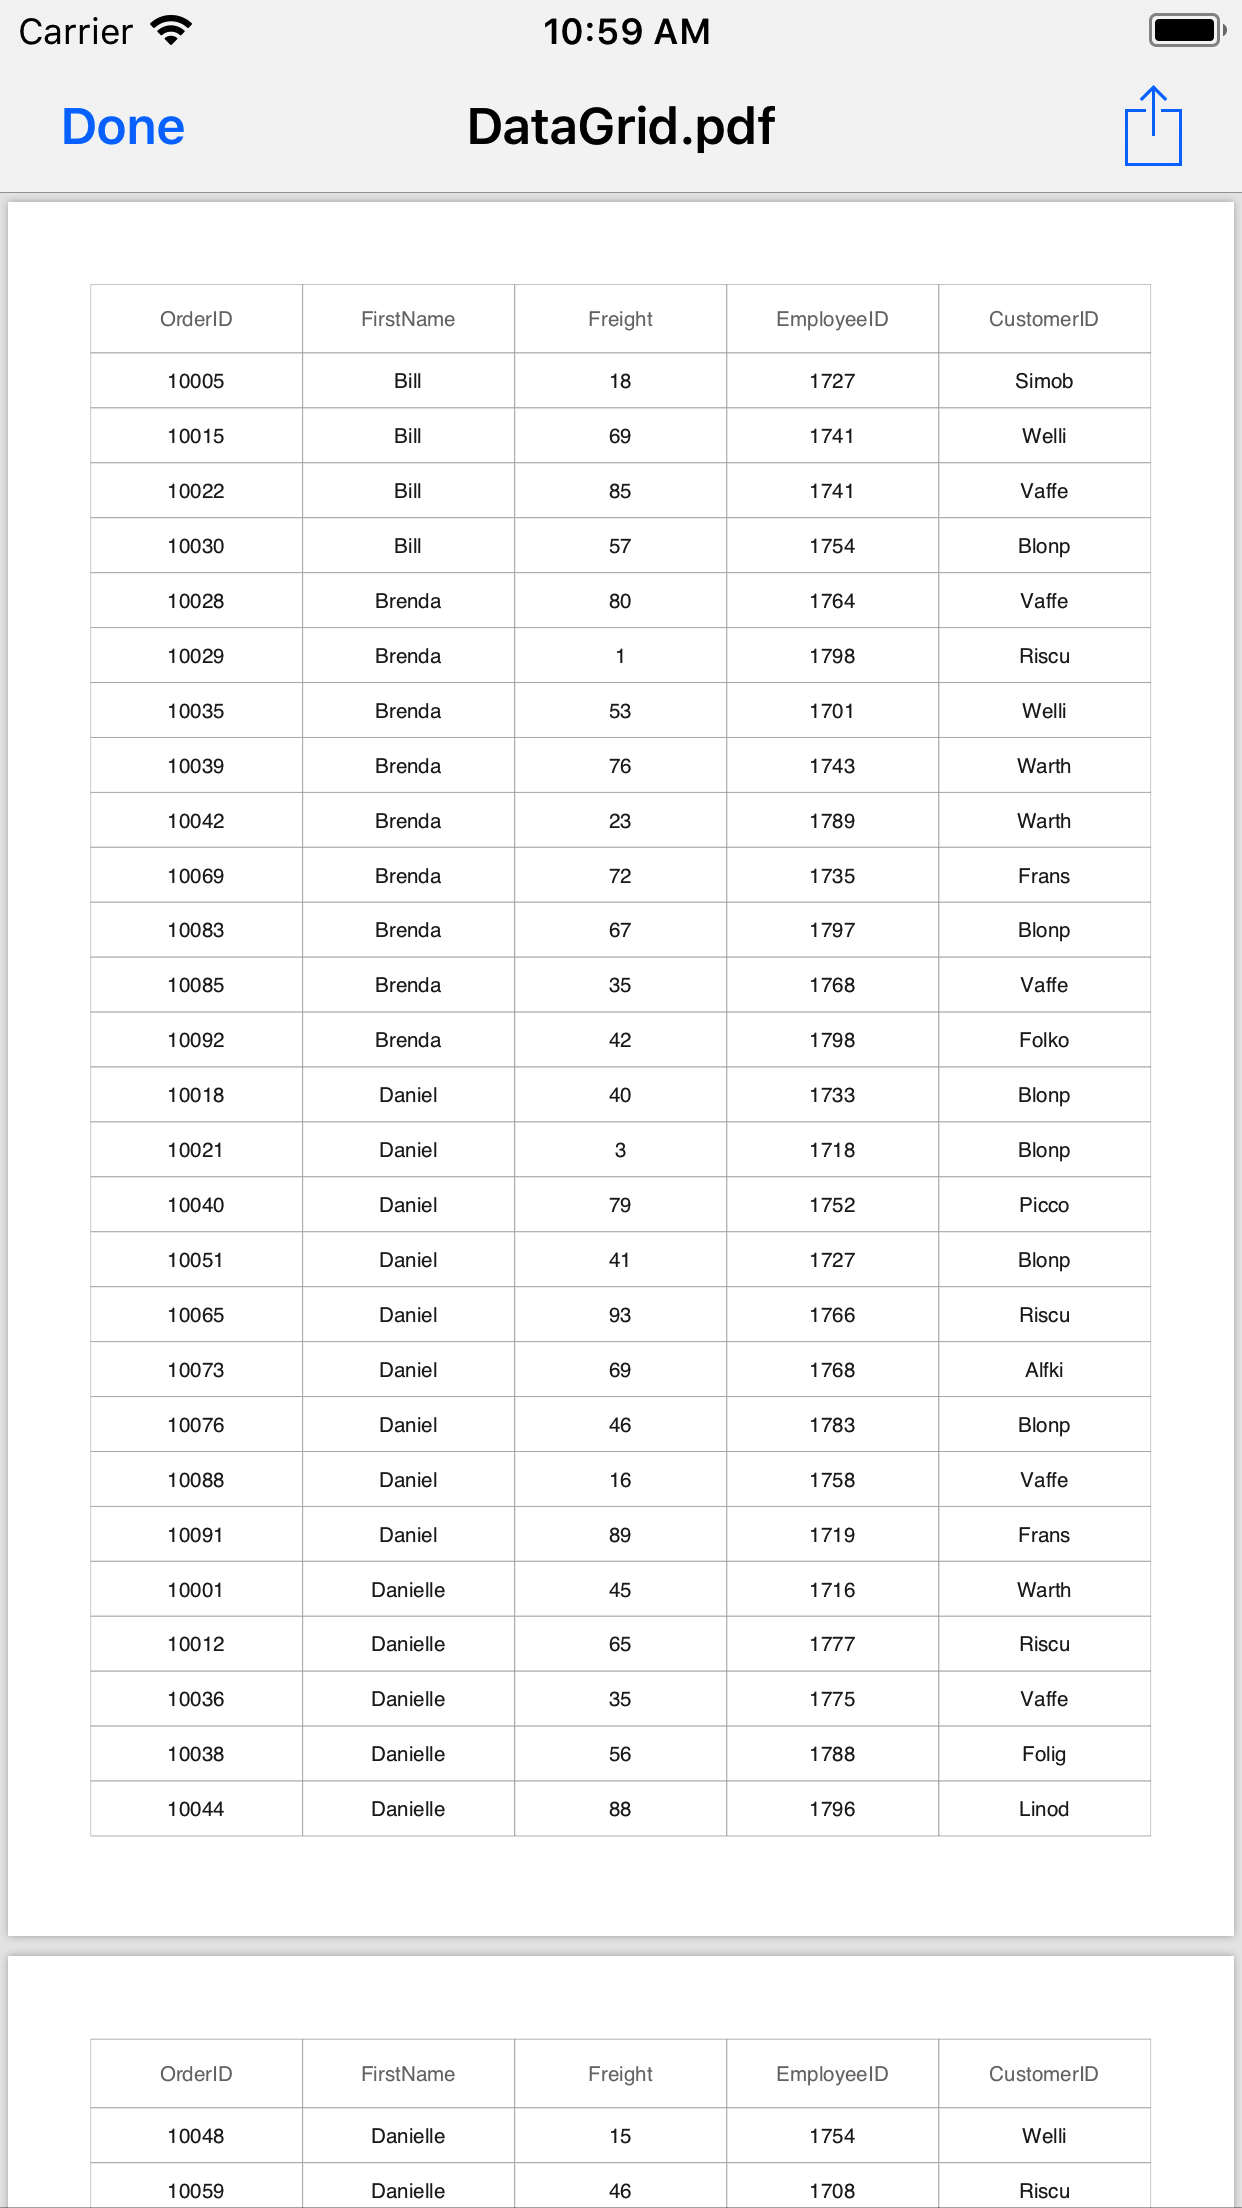 Carrier 10:59 AM
Done DataGrid.pdf
OrderID FirstName Freight EmployeeID CustomerID
10005 Bill 18 1727 Simob
10015 Bill 69 1741 Welli
10022 Bill 85 1741 Vaffe
10030 Bill 57 1754 Blonp
10028 Brenda 80 1764 Vaffe
10029 Brenda 1 1798 Riscu
10035 Brenda 53 1701 Welli
10039 Brenda 76 1743 Warth
10042 Brenda 23 1789 Warth
10069 Brenda 72 1735 Frans
10083 Brenda 67 1797 Blonp
10085 Brenda 35 1768 Vaffe
10092 Brenda 42 1798 Folko
10018 Daniel 40 1733 Blonp
10021 Daniel 3 1718 Blonp
10040 Daniel 79 1752 Picco
10051 Daniel 41 1727 Blonp
10065 Daniel 93 1766 Riscu
10073 Daniel 69 1768 Alfki
10076 Daniel 46 1783 Blonp
10088 Daniel 16 1758 Vaffe
10091 Daniel 89 1719 Frans
10001 Danielle 45 1716 Warth
10012 Danielle 65 1777 Riscu
10036 Danielle 35 1775 Vaffe
10038 Danielle 56 1788 Folig
10044 Danielle 88 1796 Linod
OrderID FirstName Freight EmployeeID CustomerID
10048 Danielle 15 1754 Welli
10059 Danielle 46 1708 Riscu